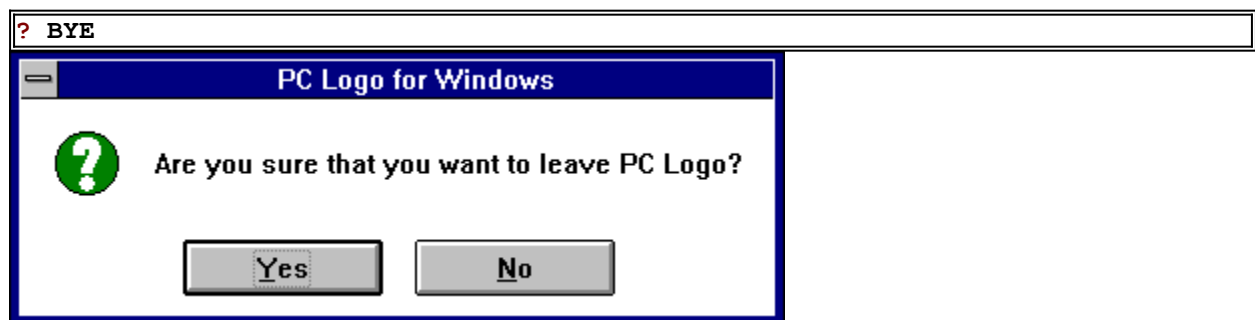 ? BYE
PC Logo for Windows
Are you sure that you want to leave PC Logo?
Yes No